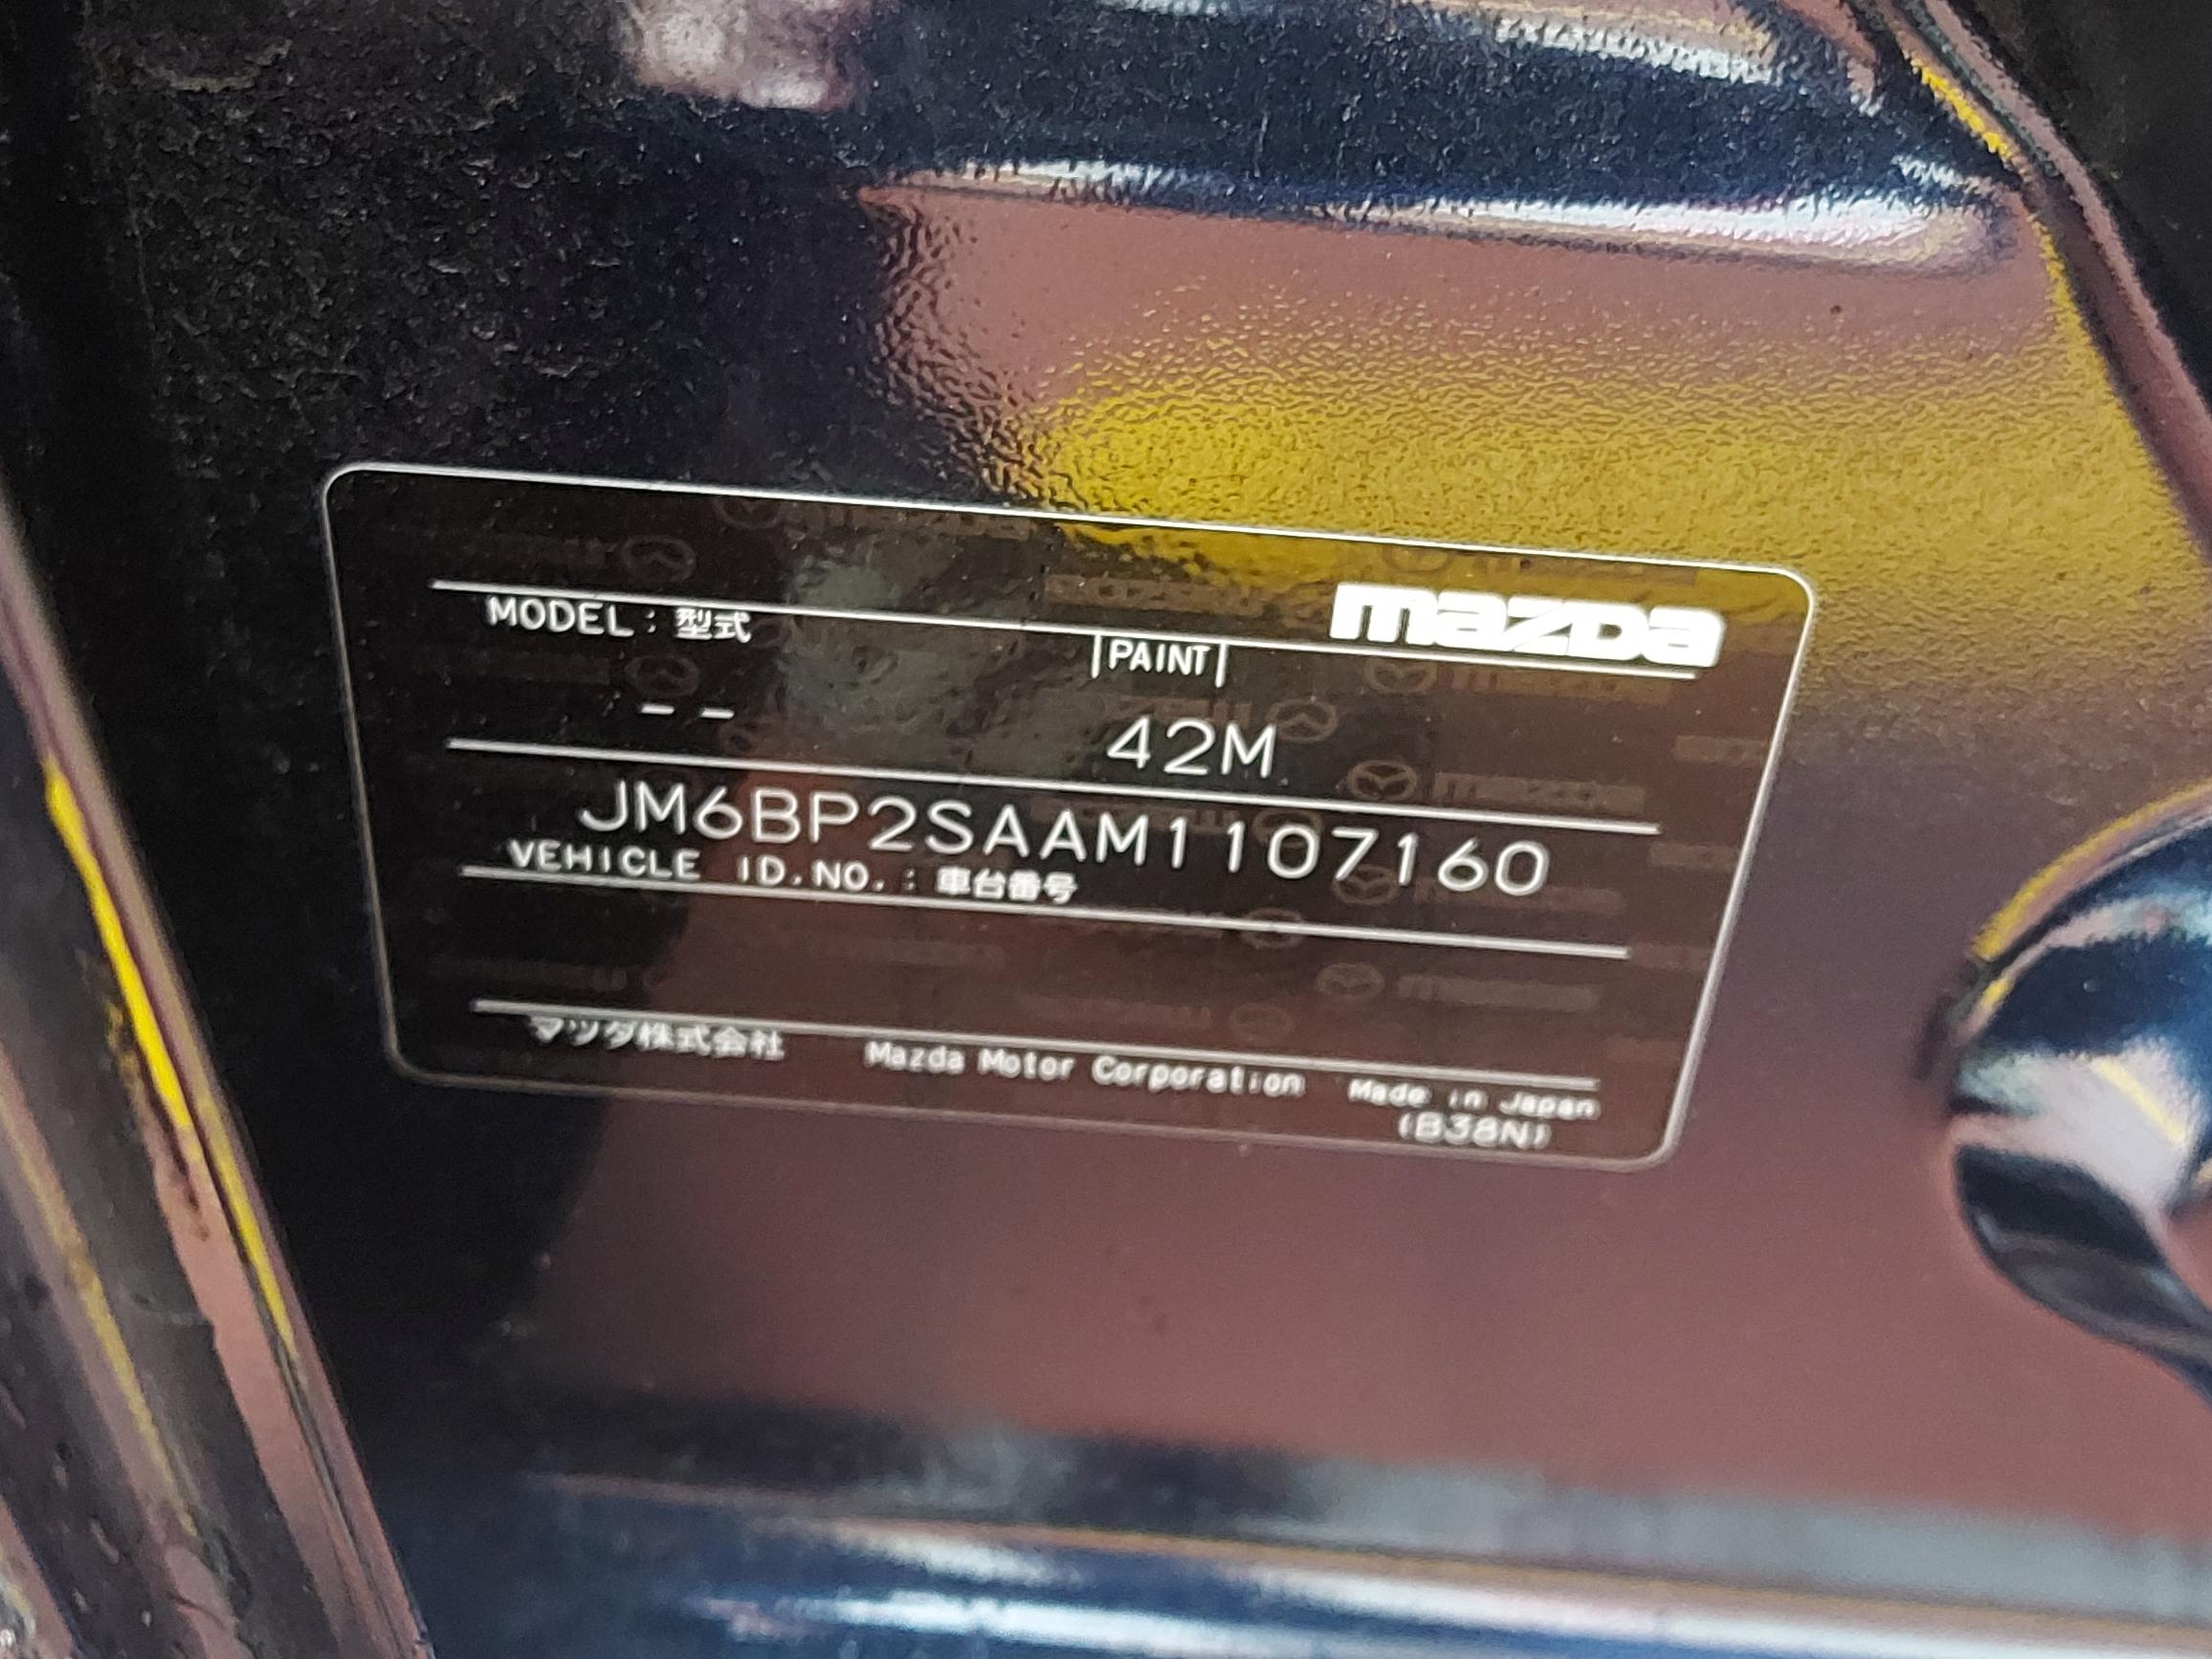 mazda
MODEL : 型式
PAINT
-- 42M
JM6BP2SAAM1107160
VEHICLE ID.NO. : 車台番号
マツダ株式会社 Mazda Motor Corporation Made in Japan
(B38N)